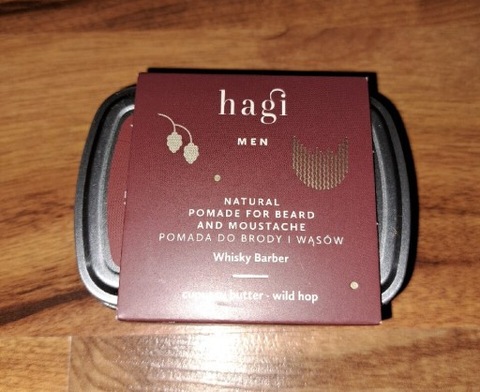 hagi
MEN
NATURAL
POMADE FOR BEARD
AND MOUSTACHE
POMADA DO BRODY I WĄSÓW
Whisky Barber
butter - wild hop